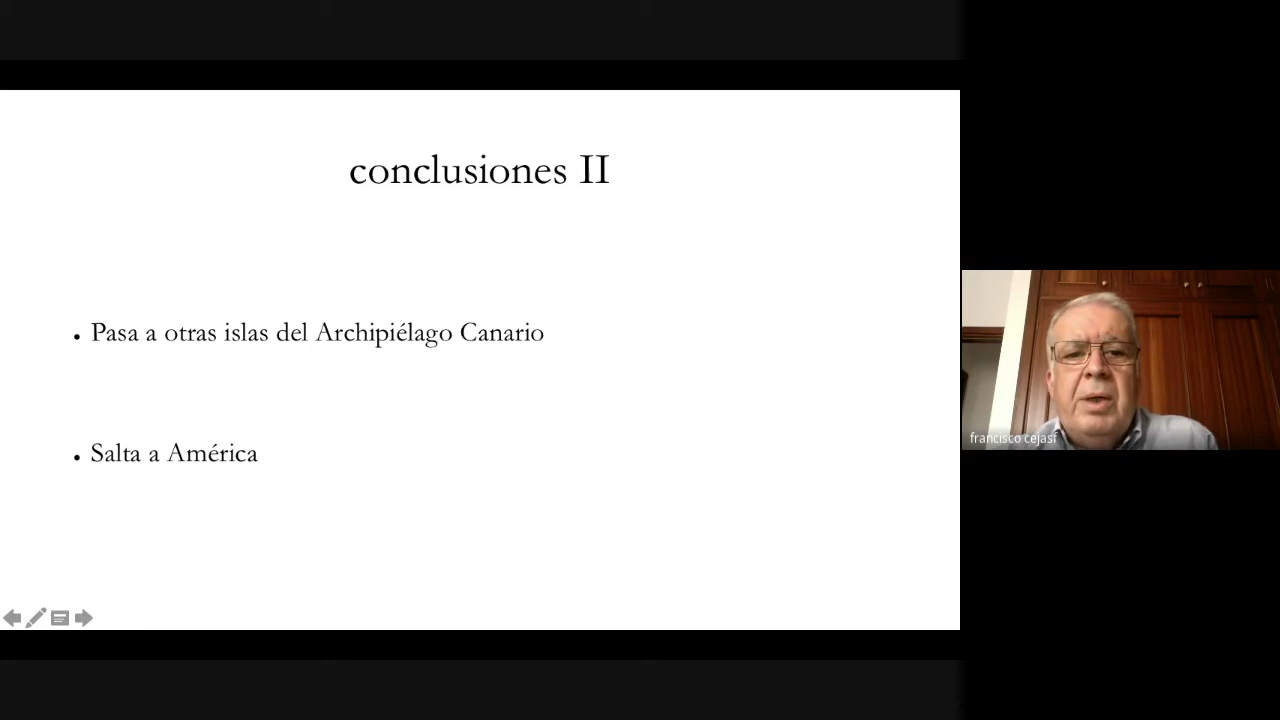 conclusiones II
• Pasa a otras islas del Archipiélago Canario
• Salta a América
francisco cejasf